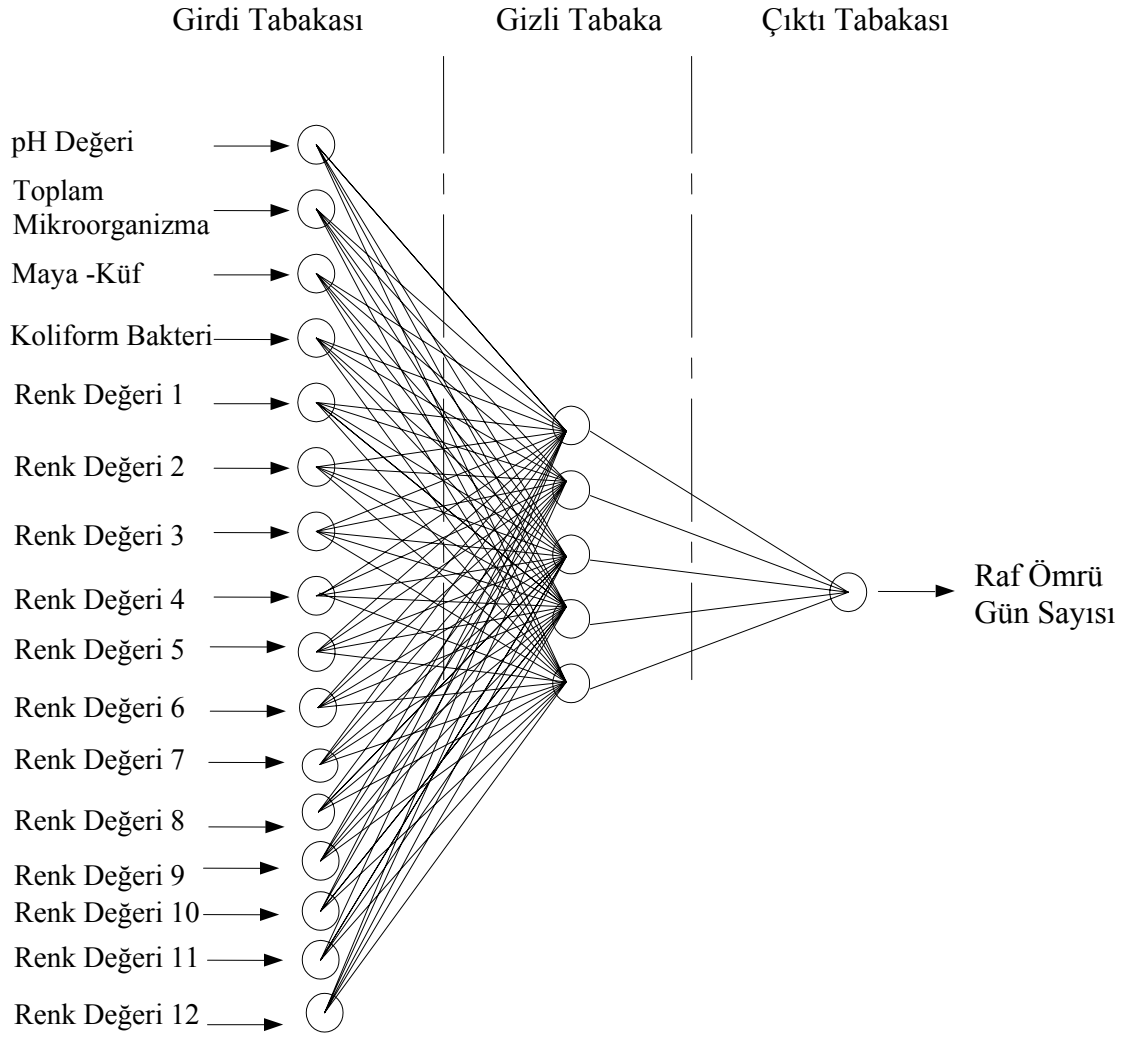 Girdi Tabakası
Gizli Tabaka
Çıktı Tabakası
pH Değeri
Toplam
Mikroorganizma
Maya -Küf
Koliform Bakteri
Renk Değeri 1
Renk Değeri 2
Renk Değeri 3
Renk Değeri 4
Renk Değeri 5
Renk Değeri 6
Renk Değeri 7
Renk Değeri 8
Renk Değeri 9
Renk Değeri 10
Renk Değeri 11
Renk Değeri 12
Raf Ömrü
Gün Sayısı